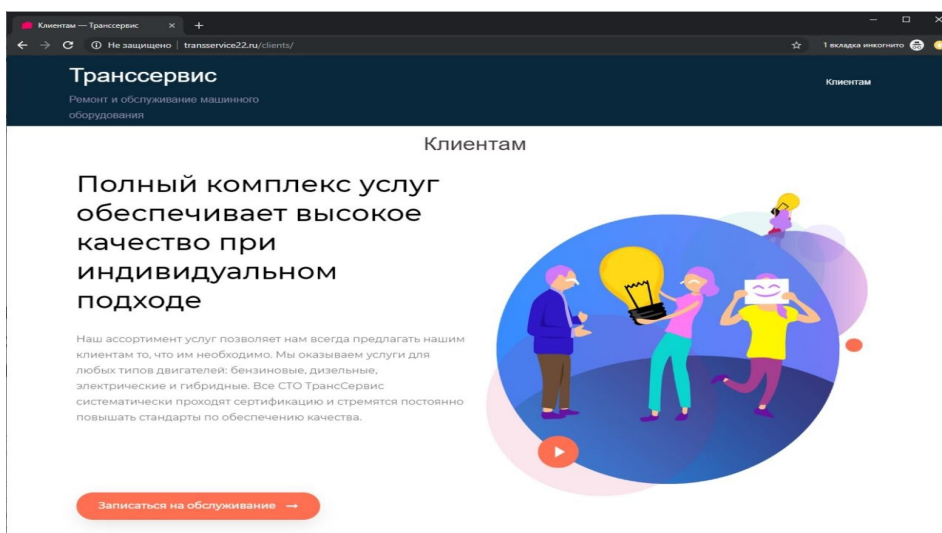 Клиентам — Транссервис
Не защищено | transservice22.ru/clients/
1 вкладка инкогнито
Транссервис
Клиентам
Ремонт и обслуживание машинного
оборудования
Клиентам
Полный комплекс услуг
обеспечивает высокое
качество при
индивидуальном
подходе
Наш ассортимент услуг позволяет нам всегда предлагать нашим
клиентам то, что им необходимо. Мы оказываем услуги для
любых типов двигателей: бензиновые, дизельные,
электрические и гибридные. Все СТО ТрансСервис
систематически проходят сертификацию и стремятся постоянно
повышать стандарты по обеспечению качества.
Записаться на обслуживание →